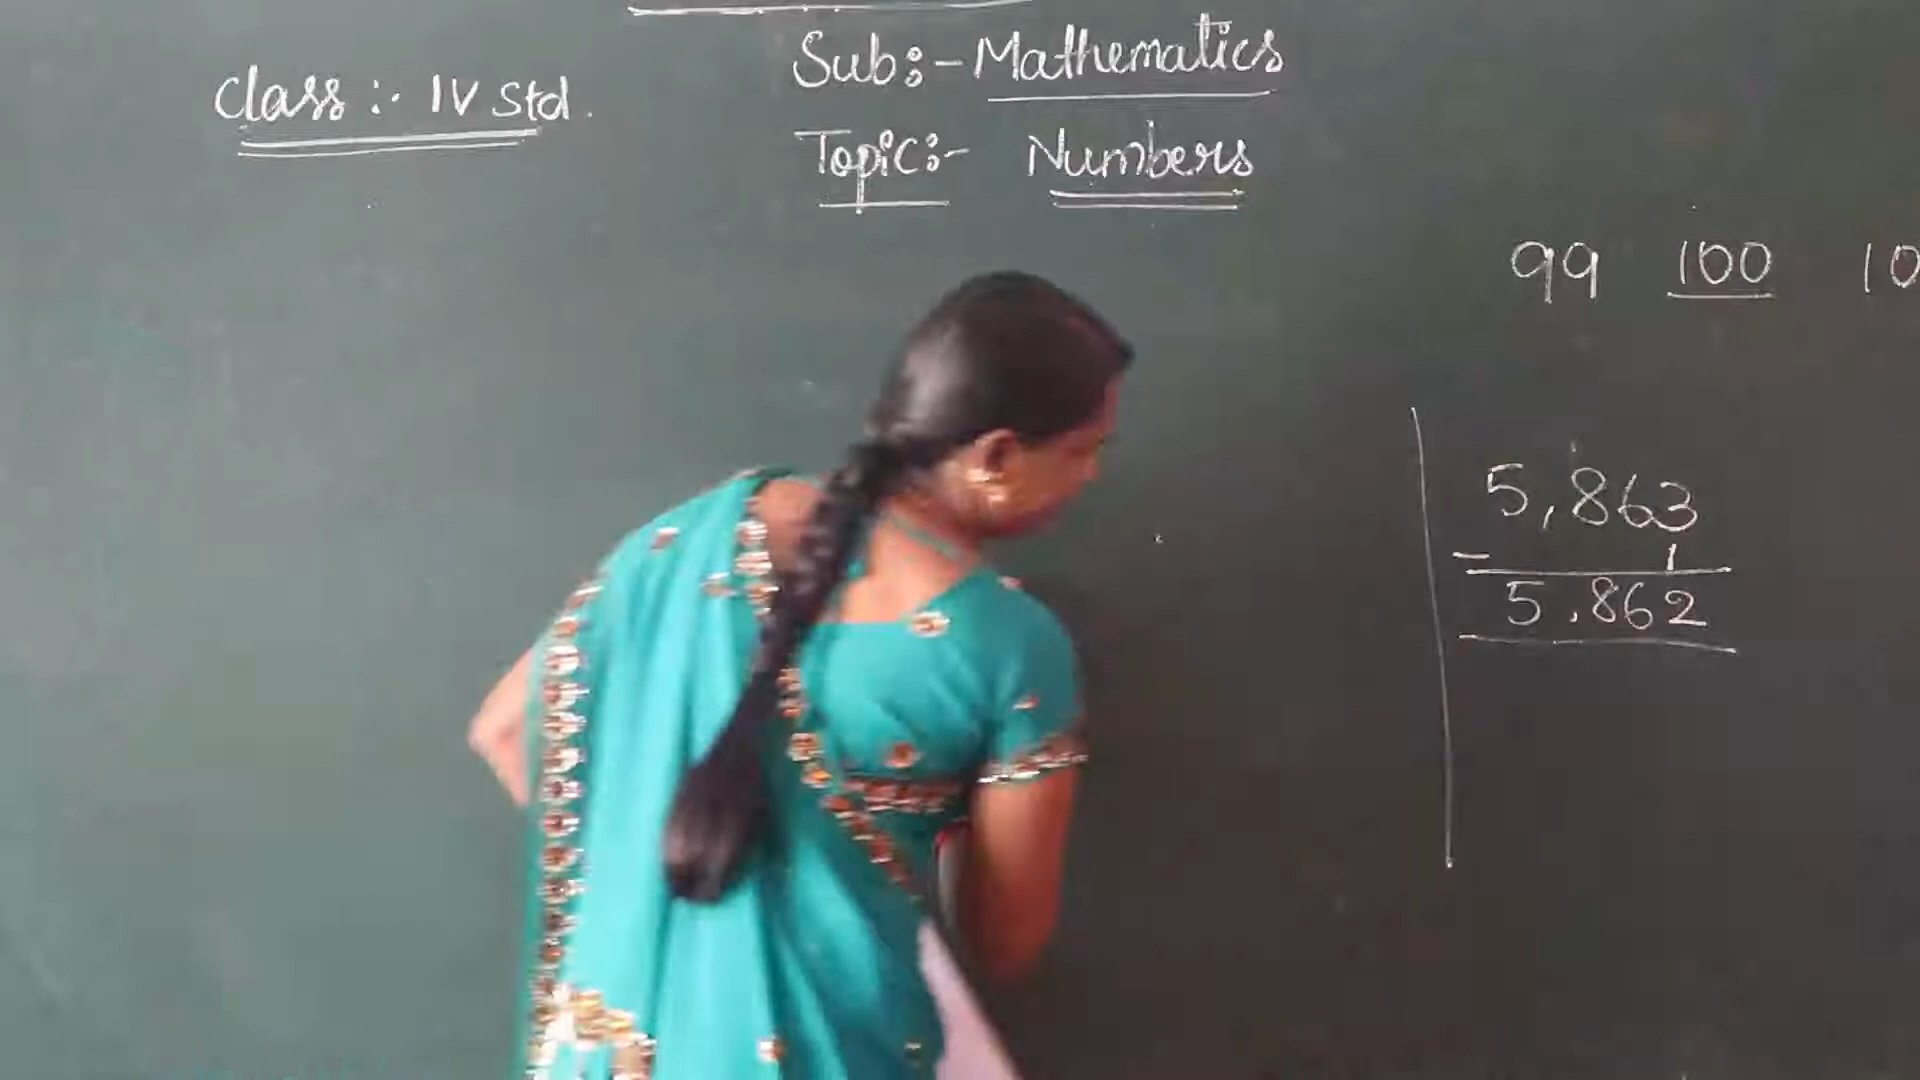 Sub:- Mathematics
Class :- IV Std.
Topic:- Numbers
99 100 10
5,863
- 1
5.862